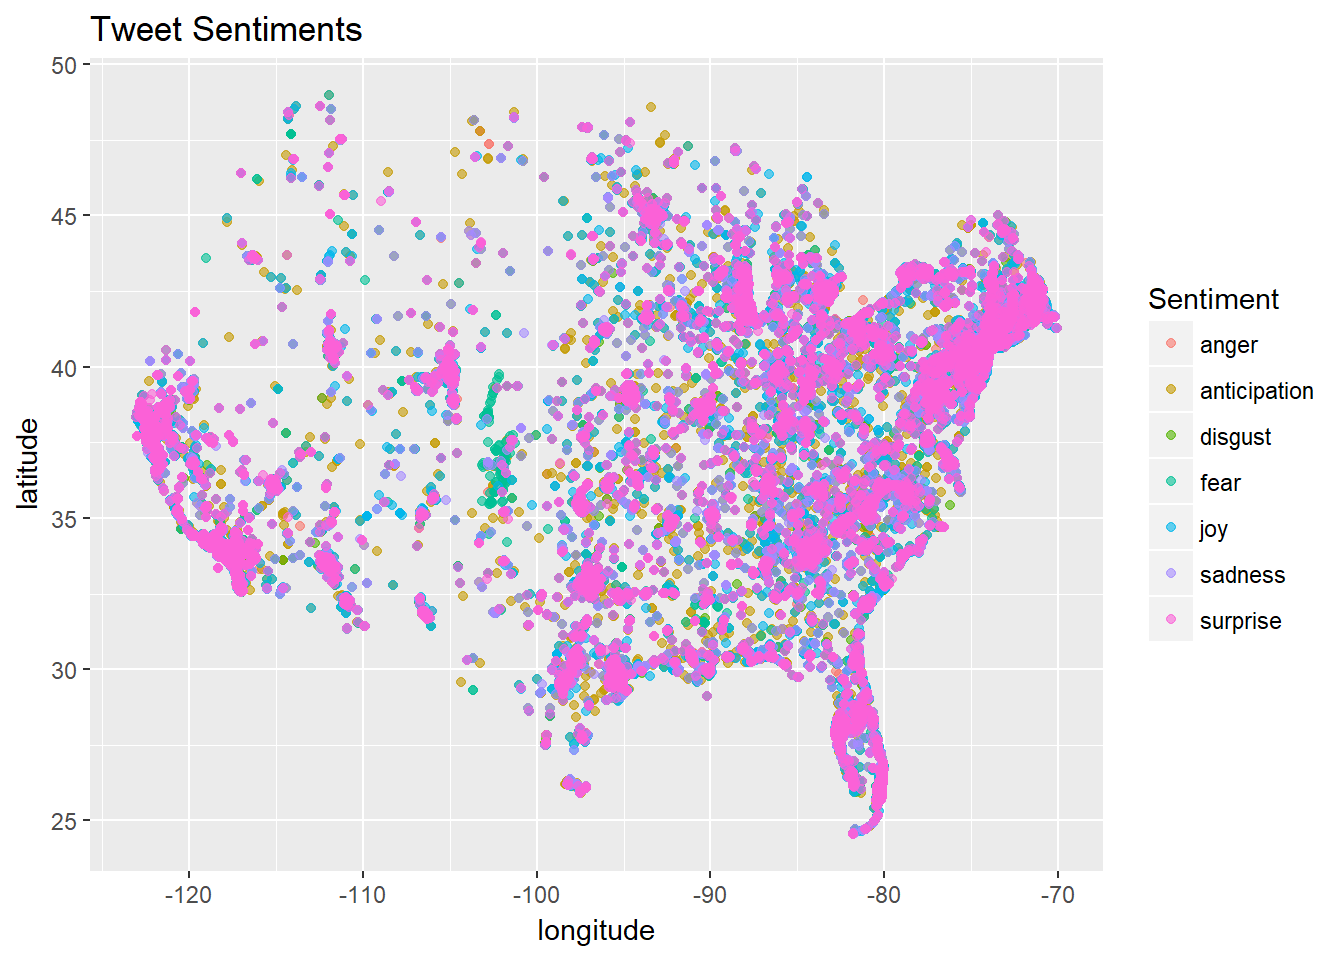 Tweet Sentiments
50
45
40
35
30
25
latitude
-120
-110
-100
-90
-80
-70
longitude
Sentiment
anger
anticipation
disgust
fear
joy
sadness
surprise